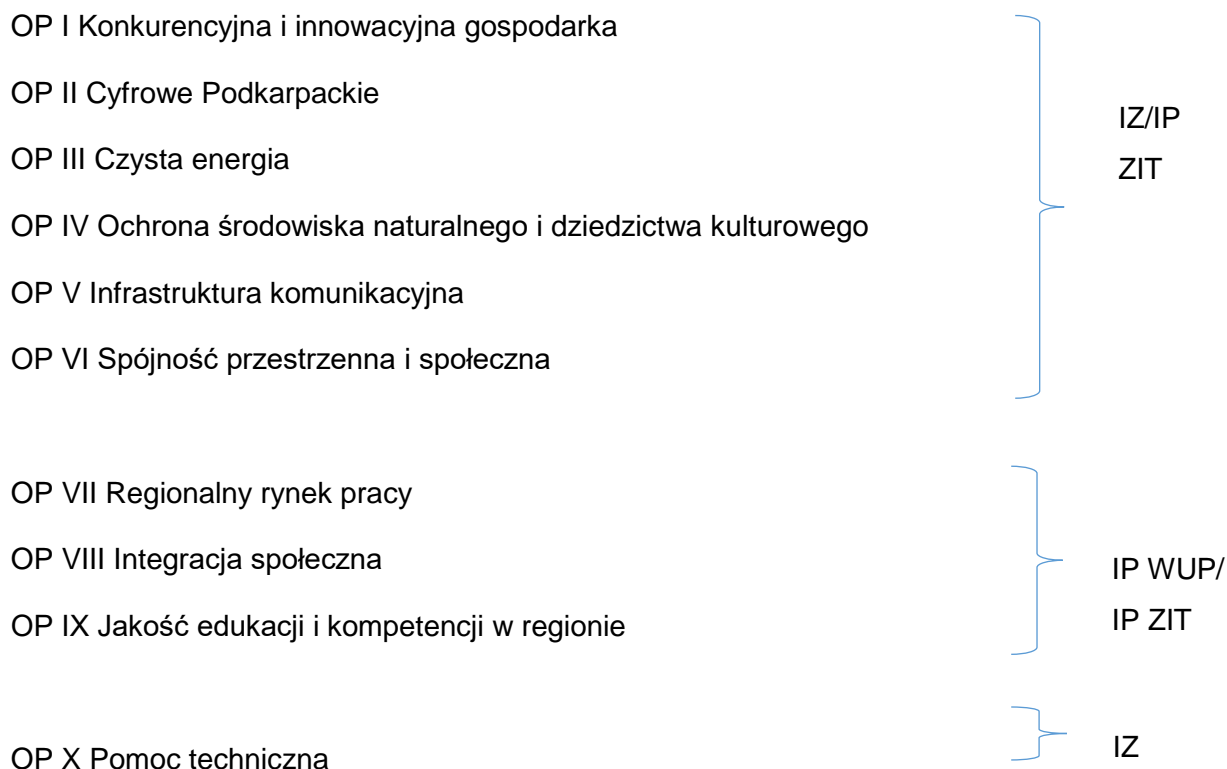 OP I Konkurencyjna i innowacyjna gospodarka
OP II Cyfrowe Podkarpackie
OP III Czysta energia
OP IV Ochrona środowiska naturalnego i dziedzictwa kulturowego
OP V Infrastruktura komunikacyjna
OP VI Spójność przestrzenna i społeczna
IZ/IP
ZIT
OP VII Regionalny rynek pracy
OP VIII Integracja społeczna
OP IX Jakość edukacji i kompetencji w regionie
IP WUP/
IP ZIT
OP X Pomoc techniczna
IZ